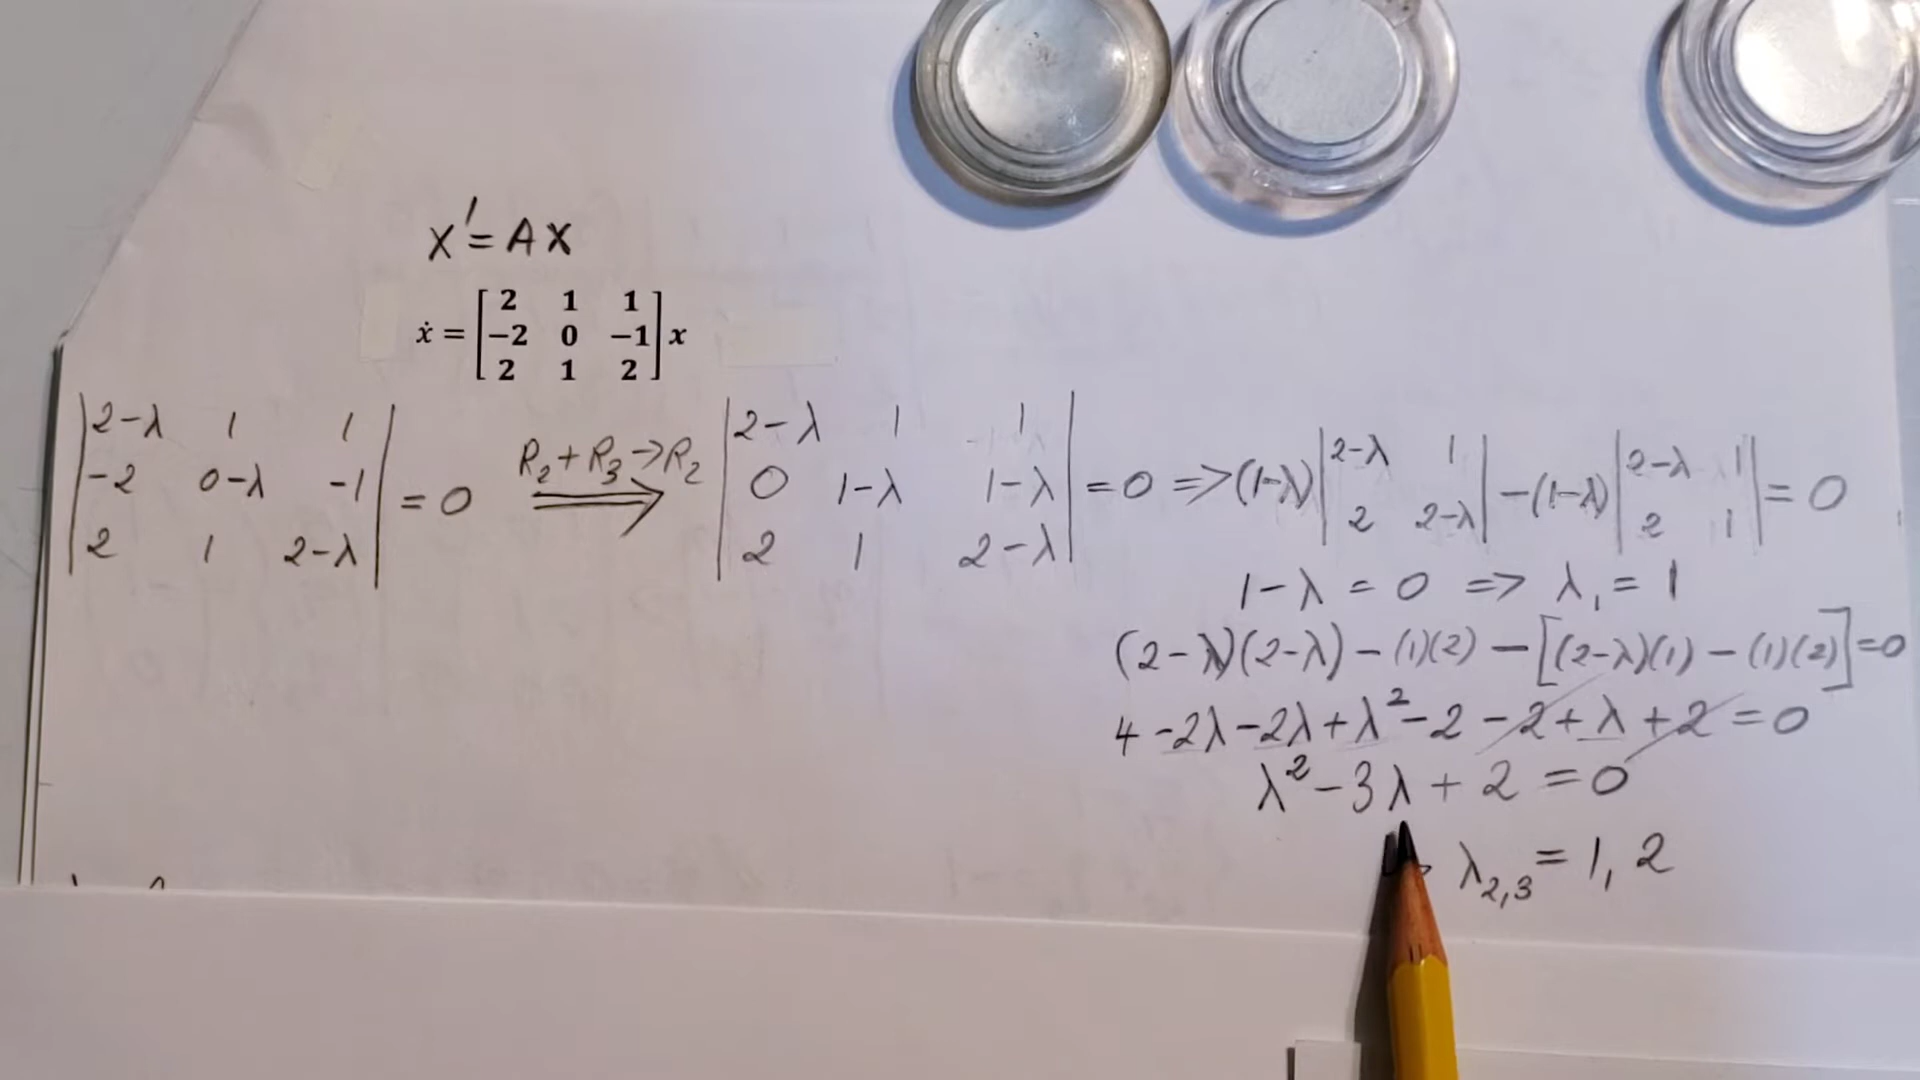 x' = Ax
ẋ = [2 1 1; -2 0 -1; 2 1 2] x
|2-λ 1 1; -2 0-λ -1; 2 1 2-λ| = 0 R₂+R₃→R₂ ⟹ |2-λ 1 1; 0 1-λ 1-λ; 2 1 2-λ| = 0 => (1-λ)|2-λ 1; 2 2-λ| - (1-λ)|2-λ 1; 2 1| = 0
1-λ = 0 => λ₁ = 1
(2-λ)(2-λ) - (1)(2) - [(2-λ)(1) - (1)(2)] = 0
4 -2λ -2λ + λ² - 2 - 2 + λ + 2 = 0
λ² - 3λ + 2 = 0
λ₂,₃ = 1, 2